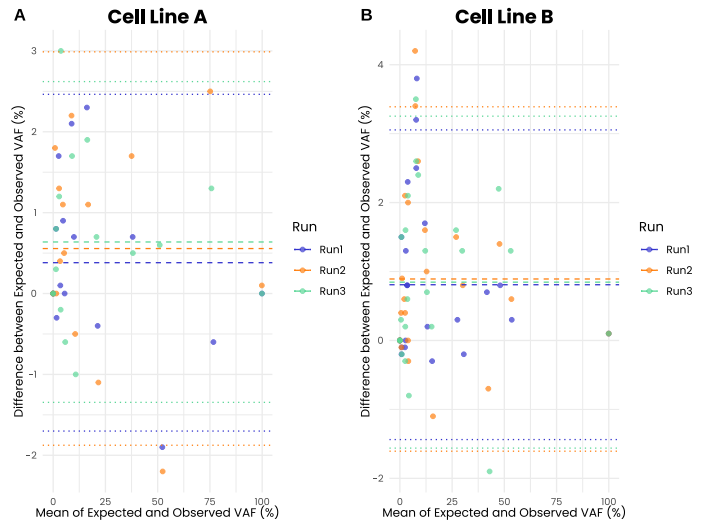 A
Cell Line A
Difference between Expected and Observed VAF (%)
3
2
1
0
-1
-2
0
25
50
75
100
Mean of Expected and Observed VAF (%)
Run
Run1
Run2
Run3
B
Cell Line B
Difference between Expected and Observed VAF (%)
4
2
0
-2
0
25
50
75
100
Mean of Expected and Observed VAF (%)
Run
Run1
Run2
Run3